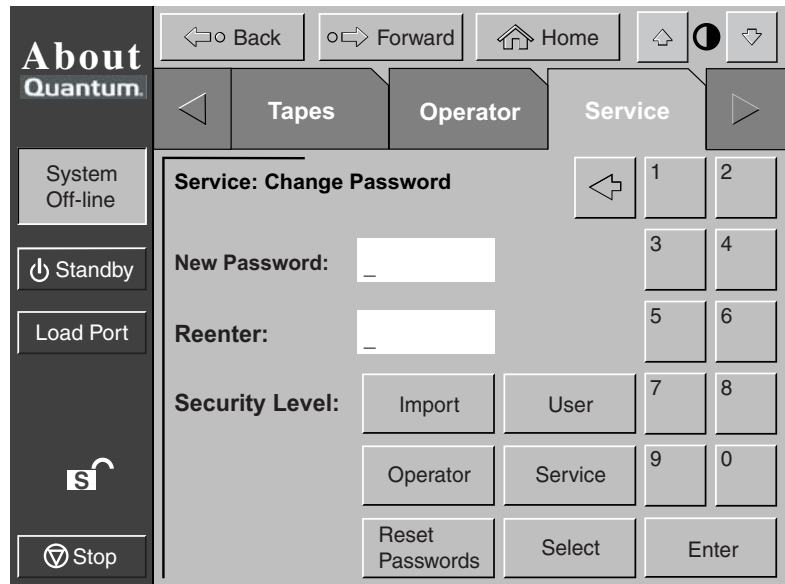 About
Quantum.
Back
Forward
Home
Tapes
Operator
Service
System
Off-line
Standby
Load Port
S
Stop
Service: Change Password
New Password: _
Reenter: _
Security Level:
Import
User
Operator
Service
Reset
Passwords
Select
Enter
1 2
3 4
5 6
7 8
9 0